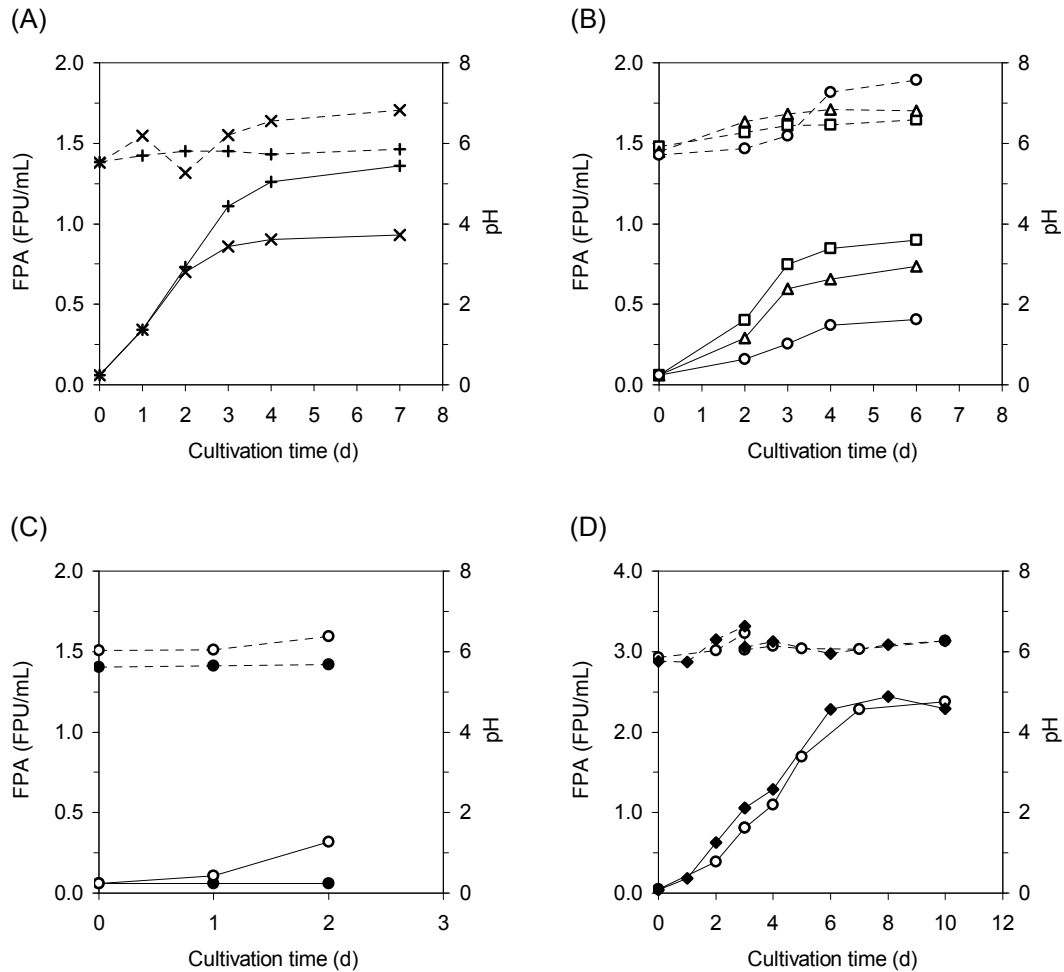 (A)
2.0
1.5
1.0
0.5
0.0
FPA (FPU/mL)
8
6
4
2
0
pH
0 1 2 3 4 5 6 7 8
Cultivation time (d)
(B)
2.0
1.5
1.0
0.5
0.0
FPA (FPU/mL)
8
6
4
2
0
pH
0 1 2 3 4 5 6 7 8
Cultivation time (d)
(C)
2.0
1.5
1.0
0.5
0.0
FPA (FPU/mL)
8
6
4
2
0
pH
0 1 2 3
Cultivation time (d)
(D)
4.0
3.0
2.0
1.0
0.0
FPA (FPU/mL)
8
6
4
2
0
pH
0 2 4 6 8 10 12
Cultivation time (d)